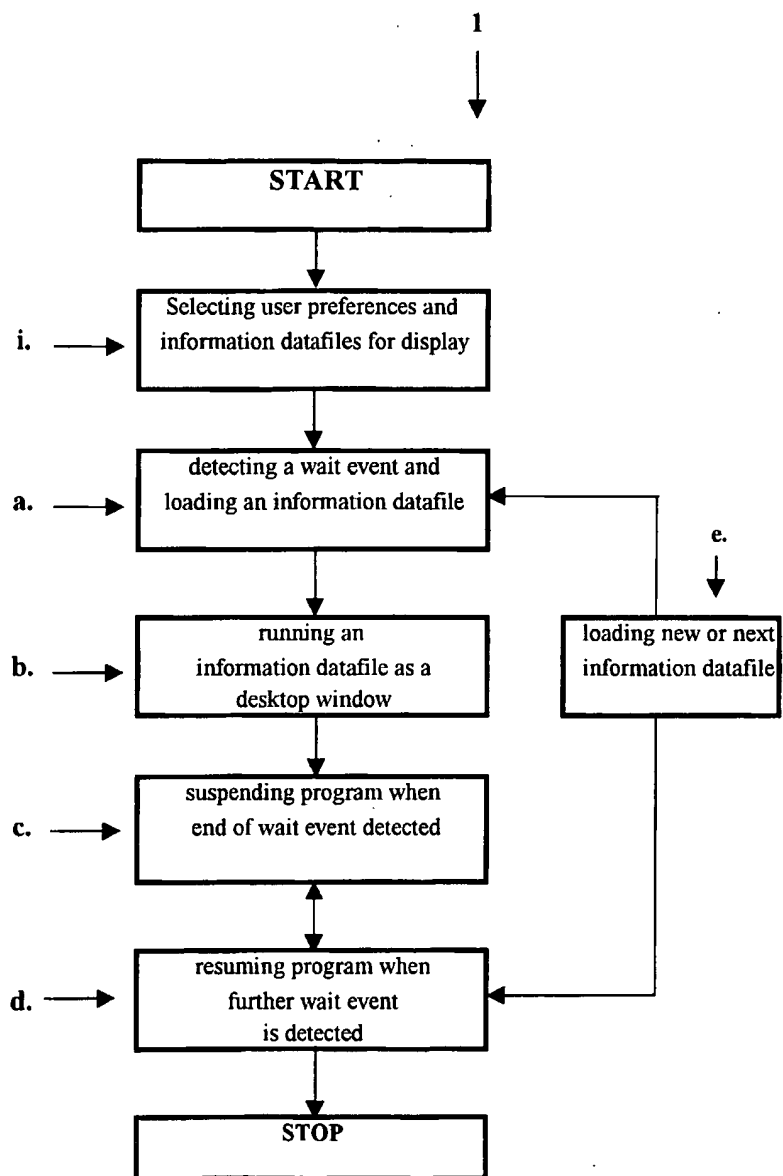 1
START
i.
Selecting user preferences and
information datafiles for display
a.
detecting a wait event and
loading an information datafile
e.
b.
running an
information datafile as a
desktop window
loading new or next
information datafile
c.
suspending program when
end of wait event detected
d.
resuming program when
further wait event
is detected
STOP